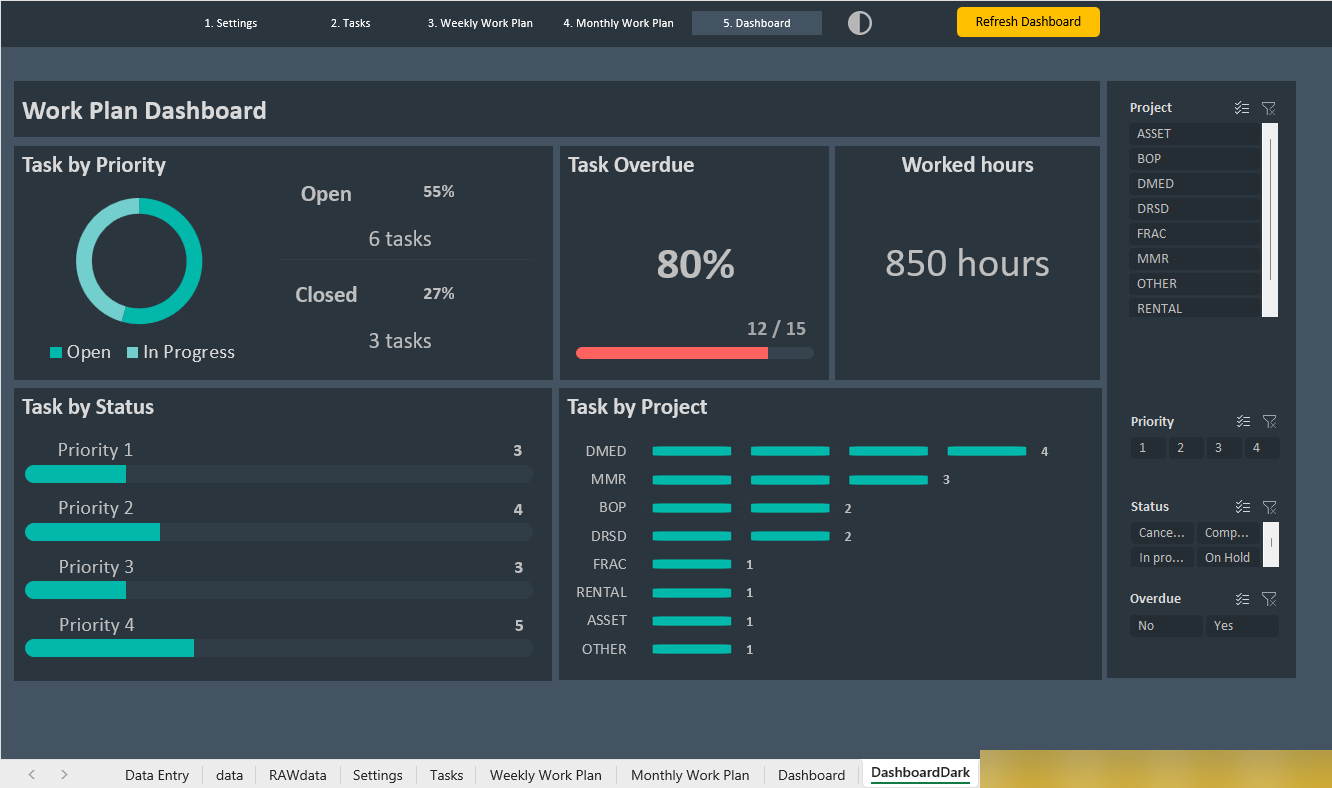 1. Settings
2. Tasks
3. Weekly Work Plan
4. Monthly Work Plan
5. Dashboard
Refresh Dashboard
Work Plan Dashboard
Task by Priority
Open 55%
6 tasks
Closed 27%
3 tasks
Open In Progress
Task Overdue
80%
12 / 15
Worked hours
850 hours
Task by Status
Priority 1 3
Priority 2 4
Priority 3 3
Priority 4 5
Task by Project
DMED 4
MMR 3
BOP 2
DRSD 2
FRAC 1
RENTAL 1
ASSET 1
OTHER 1
Project
ASSET
BOP
DMED
DRSD
FRAC
MMR
OTHER
RENTAL
Priority
1 2 3 4
Status
Cance... Comp...
In pro... On Hold
Overdue
No Yes
Data Entry data RAWdata Settings Tasks Weekly Work Plan Monthly Work Plan Dashboard DashboardDark